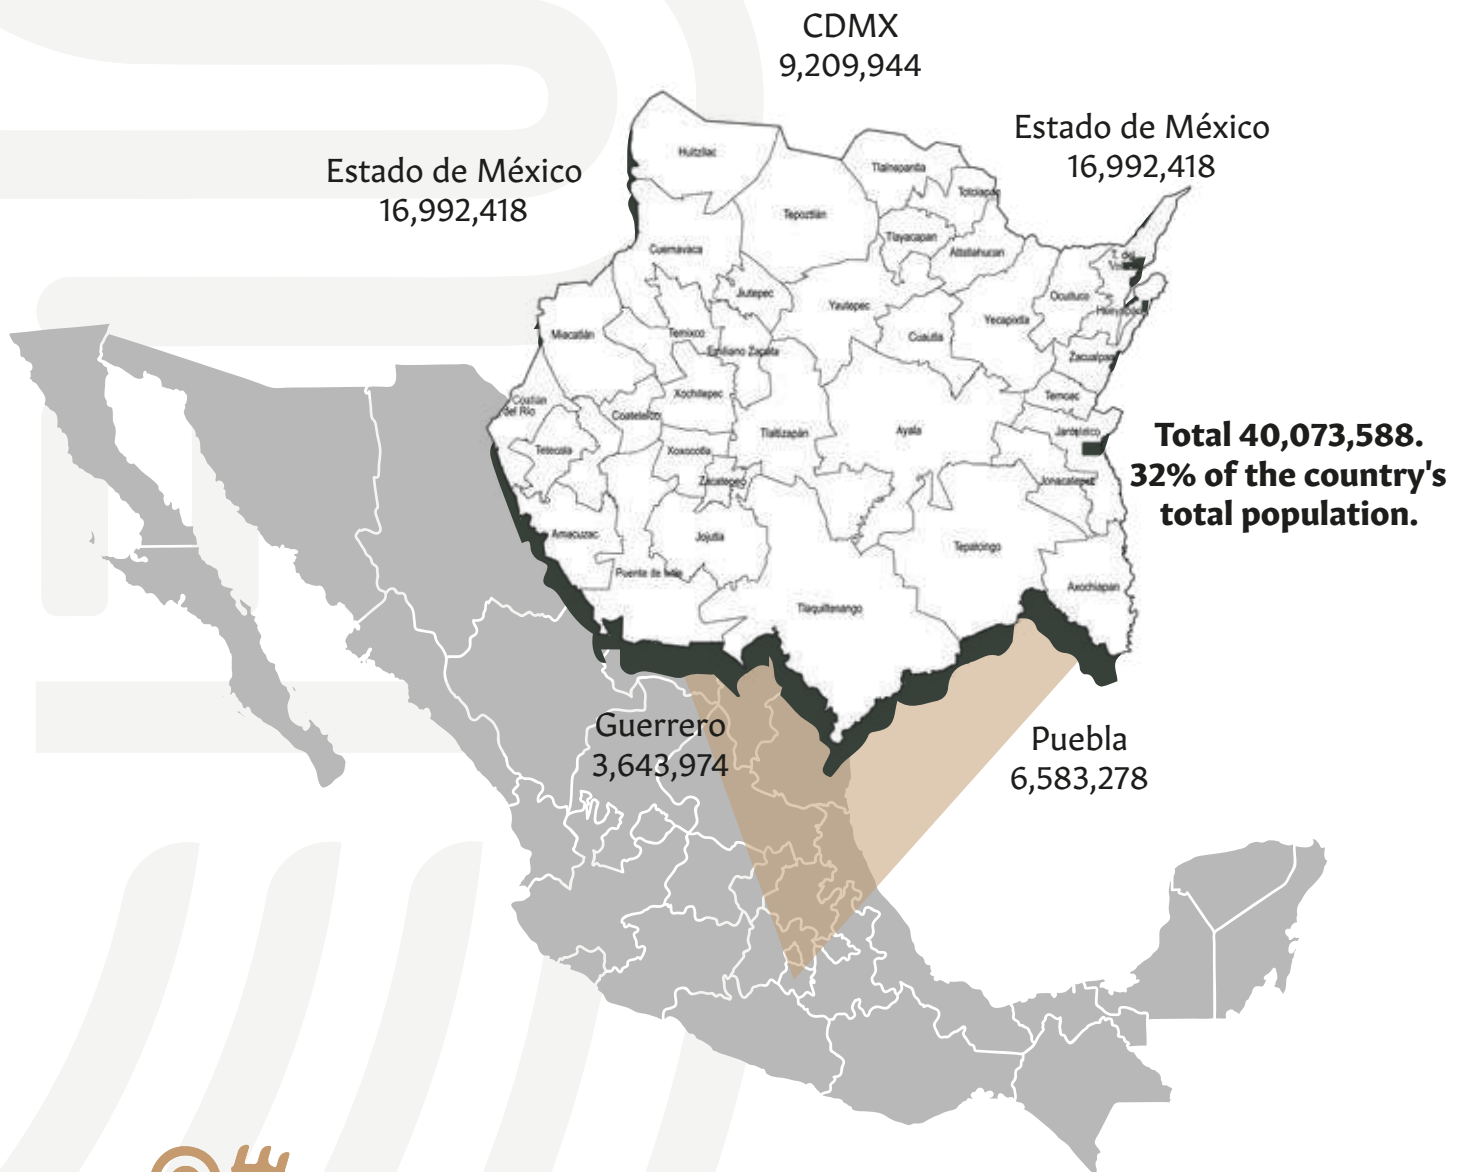 CDMX
9,209,944
Estado de México
16,992,418
Estado de México
16,992,418
Huitzilac
Tlalnepantla
Totolapan
Tepoztlán
Tlayacapan
Cuernavaca
Atlatlahucan
T. del
Jiutepec
Ocuituco
Yautepec
Yecapixtla
Miacatlán
Temixco
Cuautla
Emiliano Zapata
Zacualpan
Xochitepec
Temoac
Coatlán
del Río
Coatetelco
Tlaltizapán
Ayala
Jantetelco
Tetecala
Xoxocotla
Zacatepec
Jonacatepec
Amacuzac
Jojutla
Tepalcingo
Puente de Ixtla
Axochiapan
Tlaquiltenango
Total 40,073,588.
32% of the country's
total population.
Guerrero
3,643,974
Puebla
6,583,278